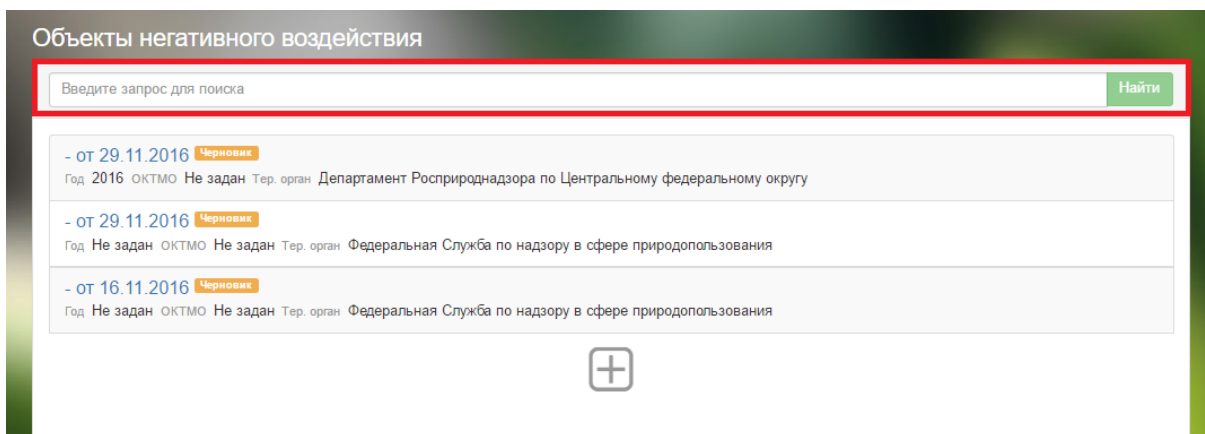 Объекты негативного воздействия
Введите запрос для поиска Найти
- от 29.11.2016 Черновик
Год 2016 ОКТМО Не задан Тер. орган Департамент Росприроднадзора по Центральному федеральному округу
- от 29.11.2016 Черновик
Год Не задан ОКТМО Не задан Тер. орган Федеральная Служба по надзору в сфере природопользования
- от 16.11.2016 Черновик
Год Не задан ОКТМО Не задан Тер. орган Федеральная Служба по надзору в сфере природопользования